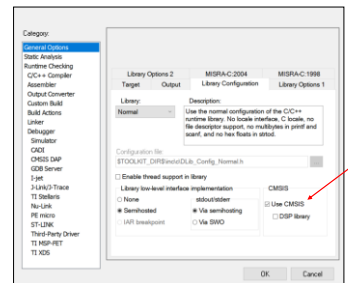 Category:
General Options
Static Analysis
Runtime Checking
C/C++ Compiler
Assembler
Output Converter
Custom Build
Build Actions
Linker
Debugger
Simulator
CADI
CMSIS DAP
GDB Server
I-jet
J-Link/J-Trace
TI Stellaris
Nu-Link
PE micro
ST-LINK
Third-Party Driver
TI MSP-FET
TI XDS
Library Options 2 MISRA-C:2004 MISRA-C:1998
Target Output Library Configuration Library Options 1
Library: Description:
Normal
Use the normal configuration of the C/C++
runtime library. No locale interface, C locale, no
file descriptor support, no multibytes in printf and
scanf, and no hex floats in strtod.
Configuration file:
$TOOLKIT_DIR$\inc\c\DLib_Config_Normal.h
...
Enable thread support in library
Library low-level interface implementation CMSIS
None stdout/stderr
Semihosted Via semihosting Use CMSIS
IAR breakpoint Via SWO DSP library
OK Cancel